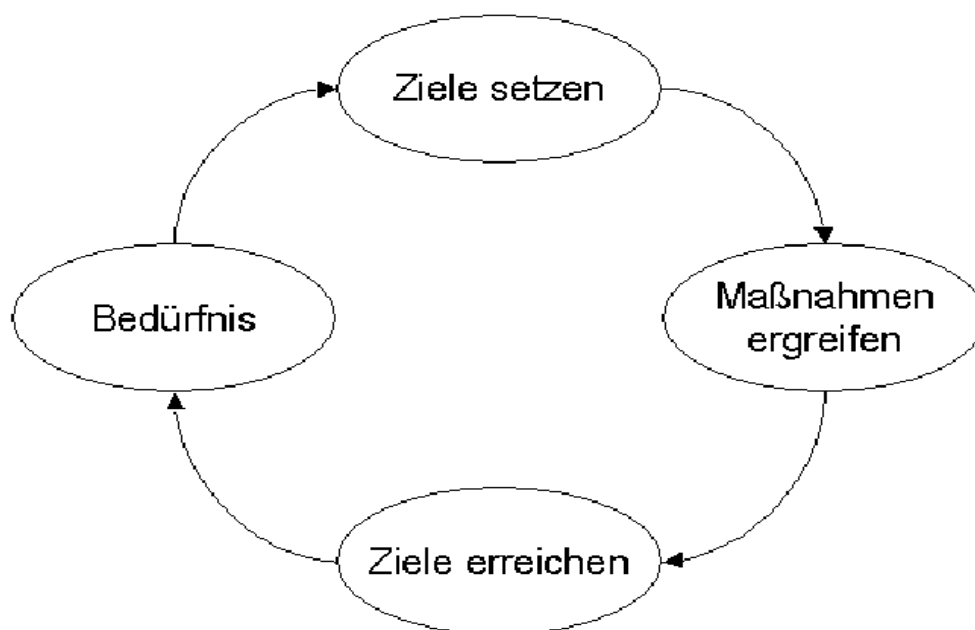 Ziele setzen
Bedürfnis
Maßnahmen
ergreifen
Ziele erreichen